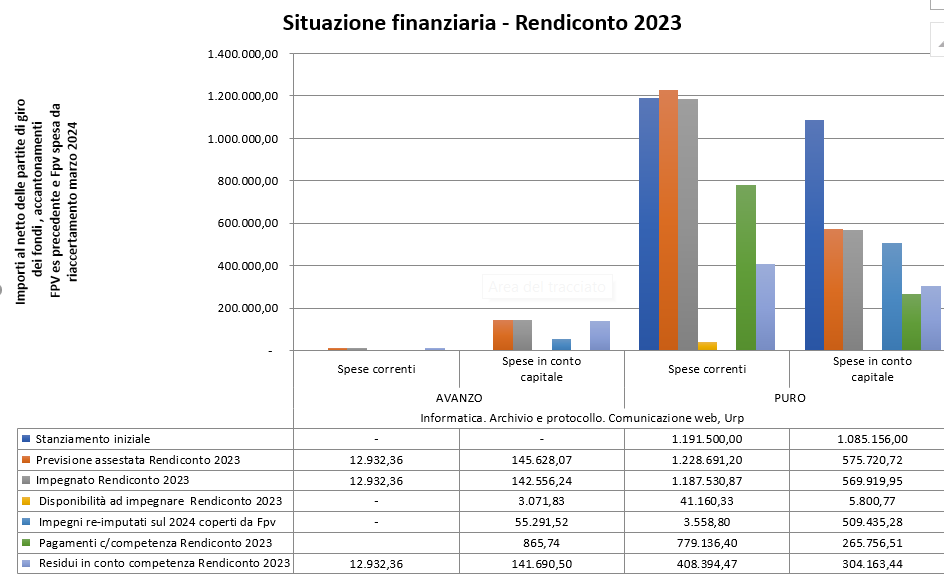 Situazione finanziaria - Rendiconto 2023
Importi al netto delle partite di giro
dei fondi , accantonamenti
FPV es precedente e Fpv spesa da
riaccertamento marzo 2024
1.400.000,00
1.200.000,00
1.000.000,00
800.000,00
600.000,00
400.000,00
200.000,00
-
Area del tracciato
Spese correnti
Spese in conto
capitale
Spese correnti
Spese in conto
capitale
AVANZO PURO
Informatica. Archivio e protocollo. Comunicazione web, Urp
Stanziamento iniziale - - 1.191.500,00 1.085.156,00
Previsione assestata Rendiconto 2023 12.932,36 145.628,07 1.228.691,20 575.720,72
Impegnato Rendiconto 2023 12.932,36 142.556,24 1.187.530,87 569.919,95
Disponibilità ad impegnare Rendiconto 2023 - 3.071,83 41.160,33 5.800,77
Impegni re-imputati sul 2024 coperti da Fpv - 55.291,52 3.558,80 509.435,28
Pagamenti c/competenza Rendiconto 2023 865,74 779.136,40 265.756,51
Residui in conto competenza Rendiconto 2023 12.932,36 141.690,50 408.394,47 304.163,44